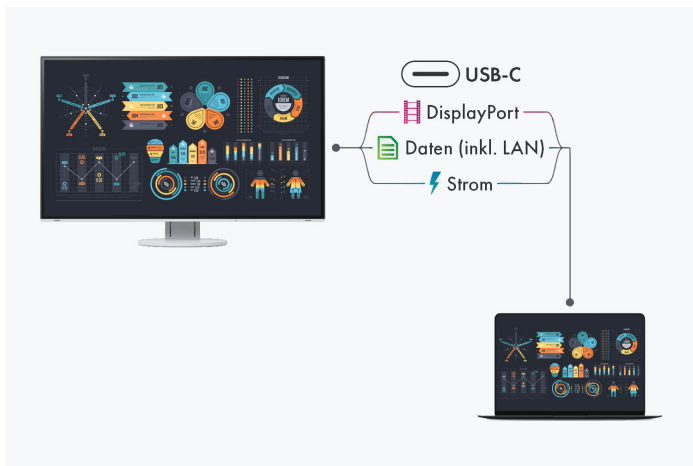 USB-C
DisplayPort
Daten (inkl. LAN)
Strom